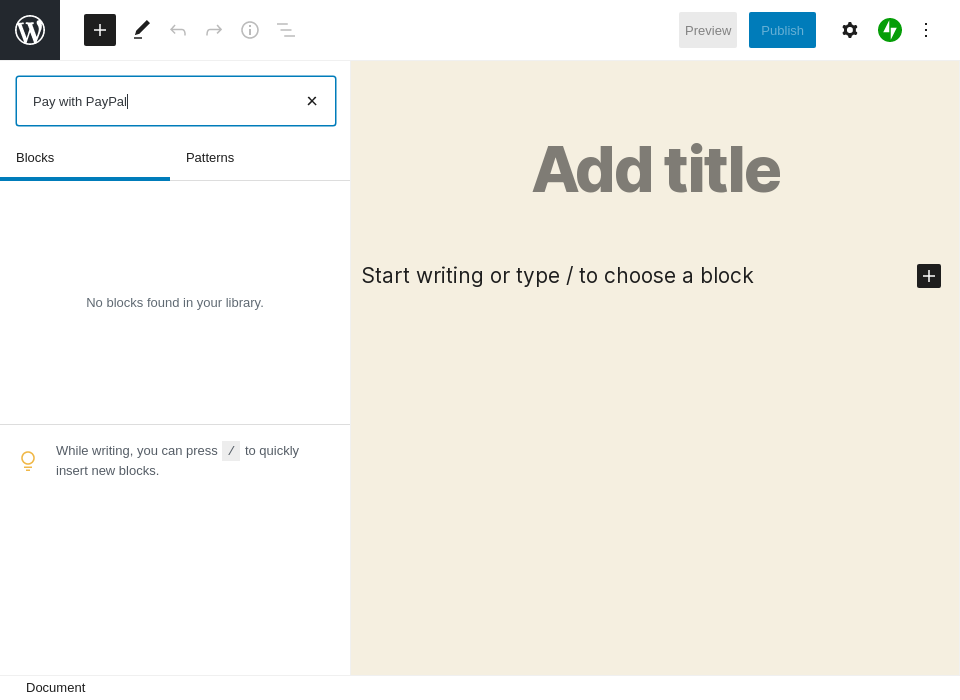 Preview
Publish
Pay with PayPal
Blocks
Patterns
No blocks found in your library.
While writing, you can press / to quickly
insert new blocks.
Add title
Start writing or type / to choose a block
Document